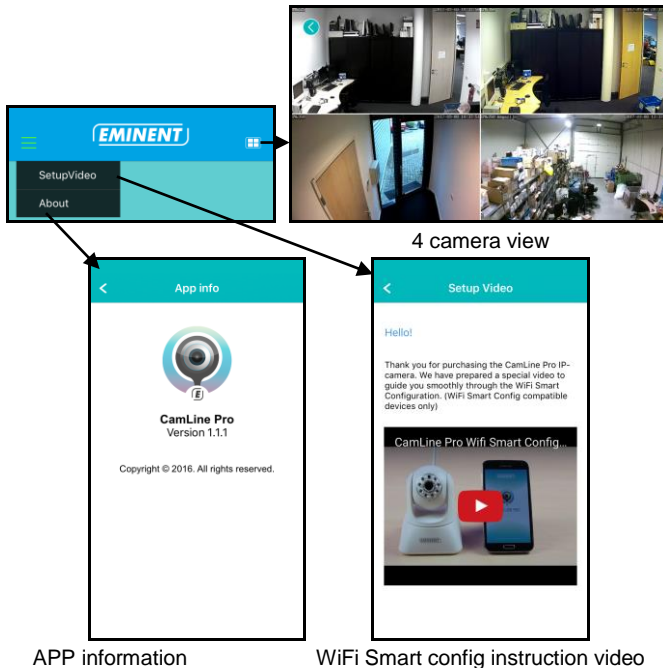 EMINENT
SetupVideo
About
4 camera view
App info
CamLine Pro
Version 1.1.1
Copyright © 2016. All rights reserved.
APP information
Setup Video
Hello!
Thank you for purchasing the CamLine Pro IP-
camera. We have prepared a special video to
guide you smoothly through the WiFi Smart
Configuration. (WiFi Smart Config compatible
devices only)
CamLine Pro Wifi Smart Config...
WiFi Smart config instruction video